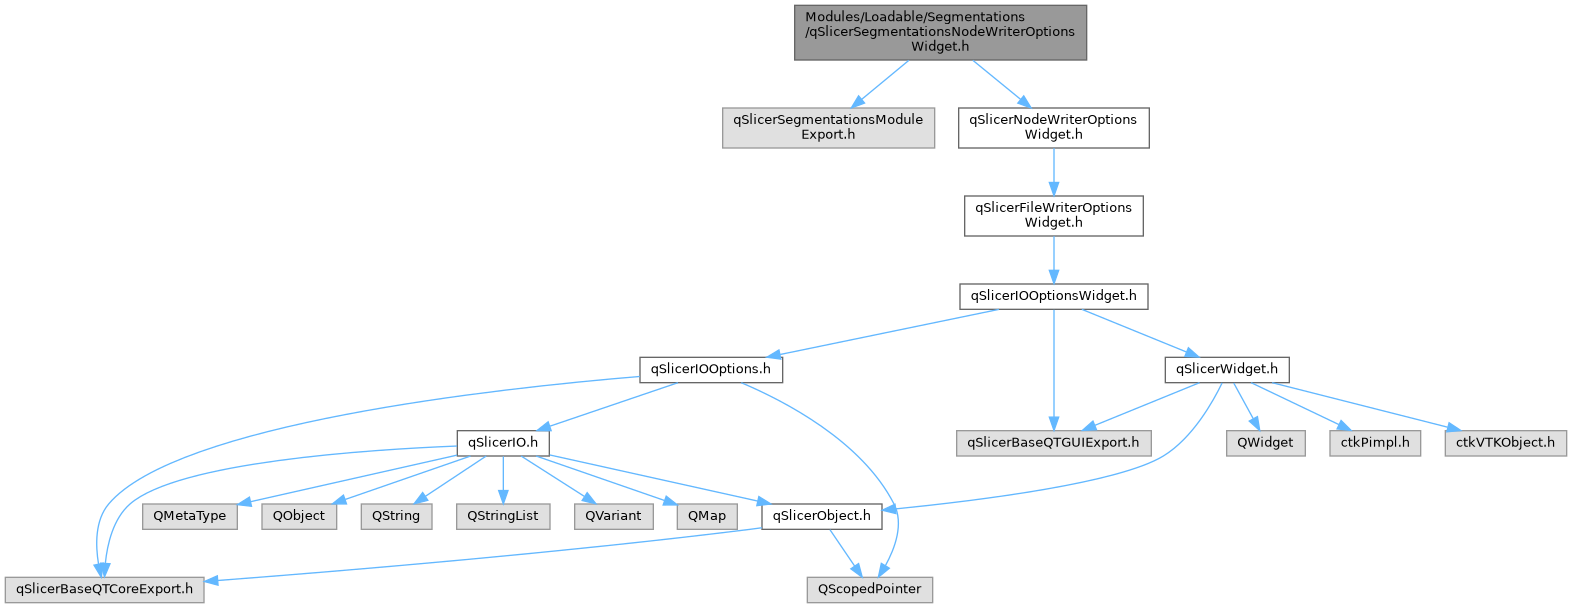 Modules/Loadable/Segmentations
/qSlicerSegmentationsNodeWriterOptions
Widget.h
qSlicerSegmentationsModule
Export.h
qSlicerNodeWriterOptions
Widget.h
qSlicerFileWriterOptions
Widget.h
qSlicerIOOptionsWidget.h
qSlicerIOOptions.h
qSlicerWidget.h
qSlicerIO.h
qSlicerBaseQTGUIExport.h
QWidget
ctkPimpl.h
ctkVTKObject.h
QMetaType
QObject
QString
QStringList
QVariant
QMap
qSlicerObject.h
qSlicerBaseQTCoreExport.h
QScopedPointer